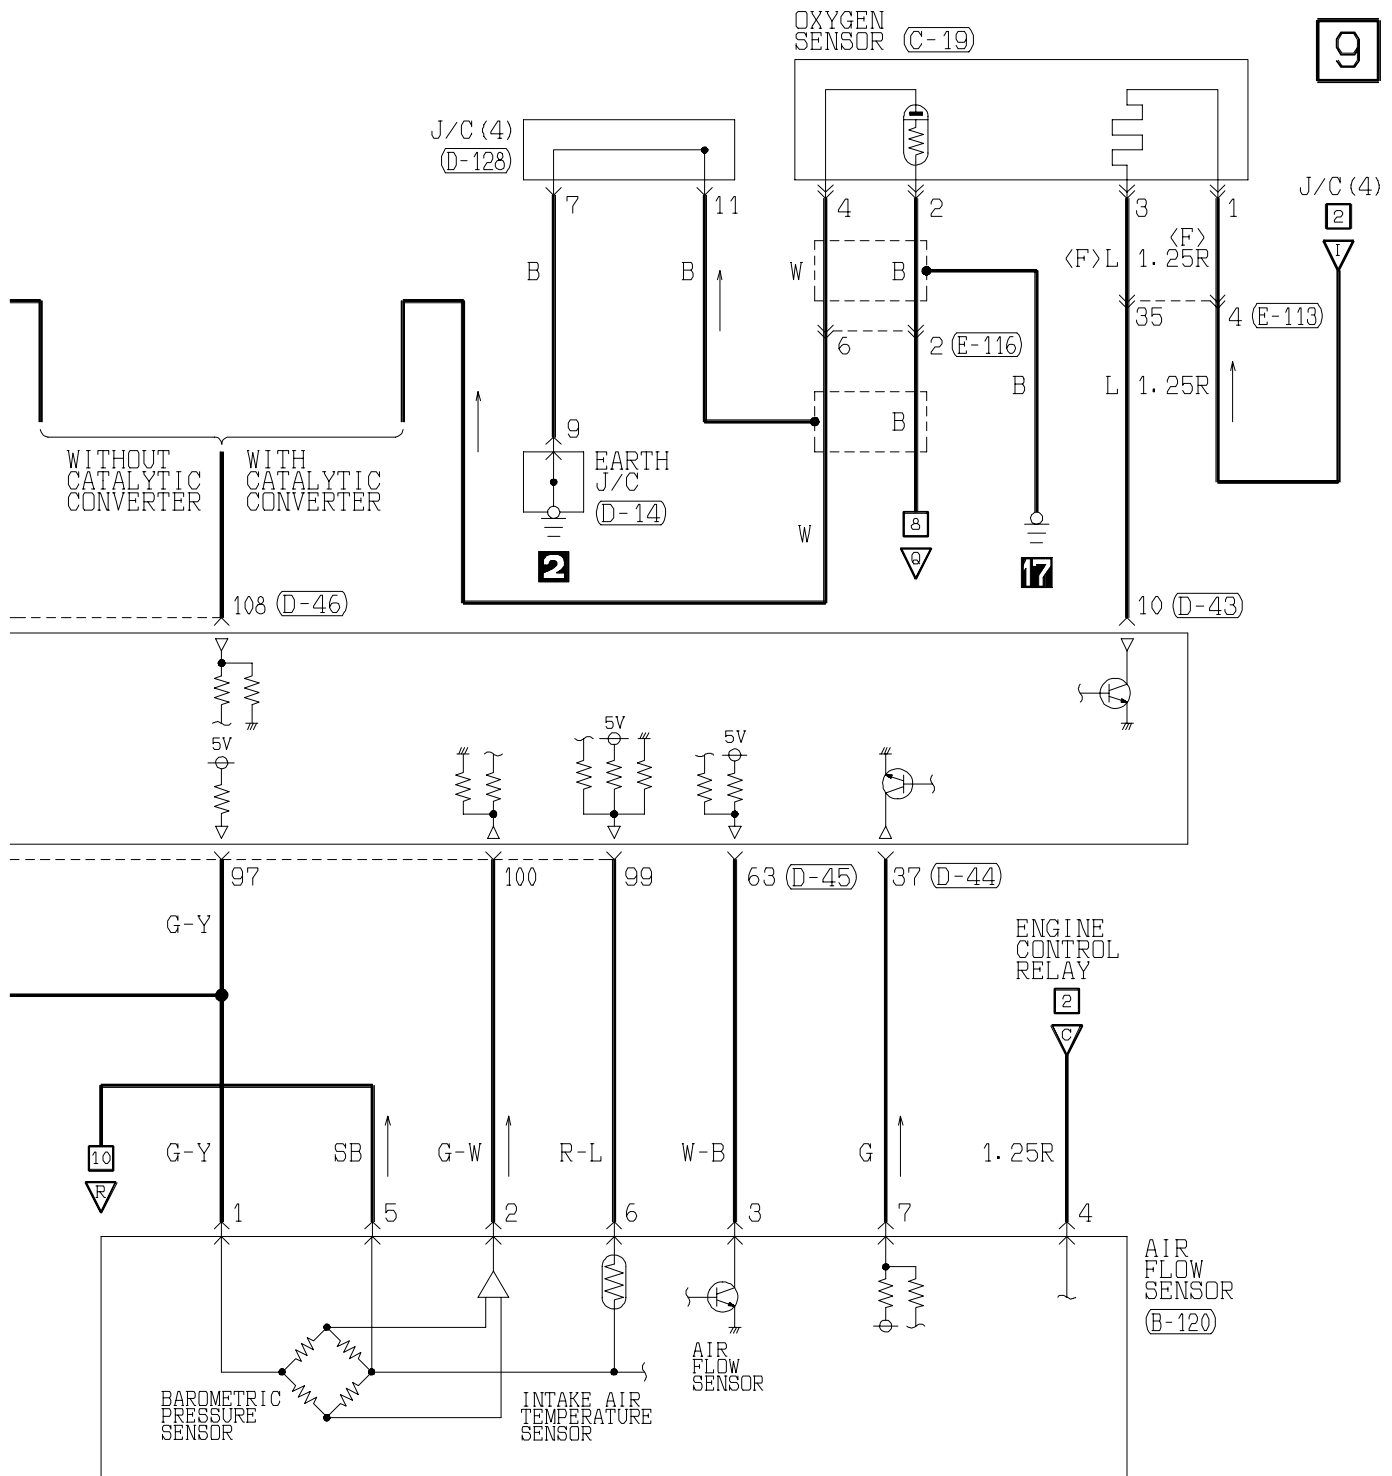 OXYGEN
SENSOR (C-19)
9
J/C(4)
(D-128)
J/C(4)
2
I
7
11
4
2
3
1
B
B
W
B
<F>L
<F>
1.25R
35
4 (E-113)
6
2 (E-116)
B
B
L
1.25R
9
EARTH
J/C
(D-14)
2
WITHOUT
CATALYTIC
CONVERTER
WITH
CATALYTIC
CONVERTER
W
8
Q
17
108 (D-46)
10 (D-43)
5V
5V
5V
97
100
99
63 (D-45)
37 (D-44)
G-Y
ENGINE
CONTROL
RELAY
2
C
10
R
G-Y
SB
G-W
R-L
W-B
G
1.25R
1
5
2
6
3
7
4
AIR
FLOW
SENSOR
(B-120)
AIR
FLOW
SENSOR
BAROMETRIC
PRESSURE
SENSOR
INTAKE AIR
TEMPERATURE
SENSOR